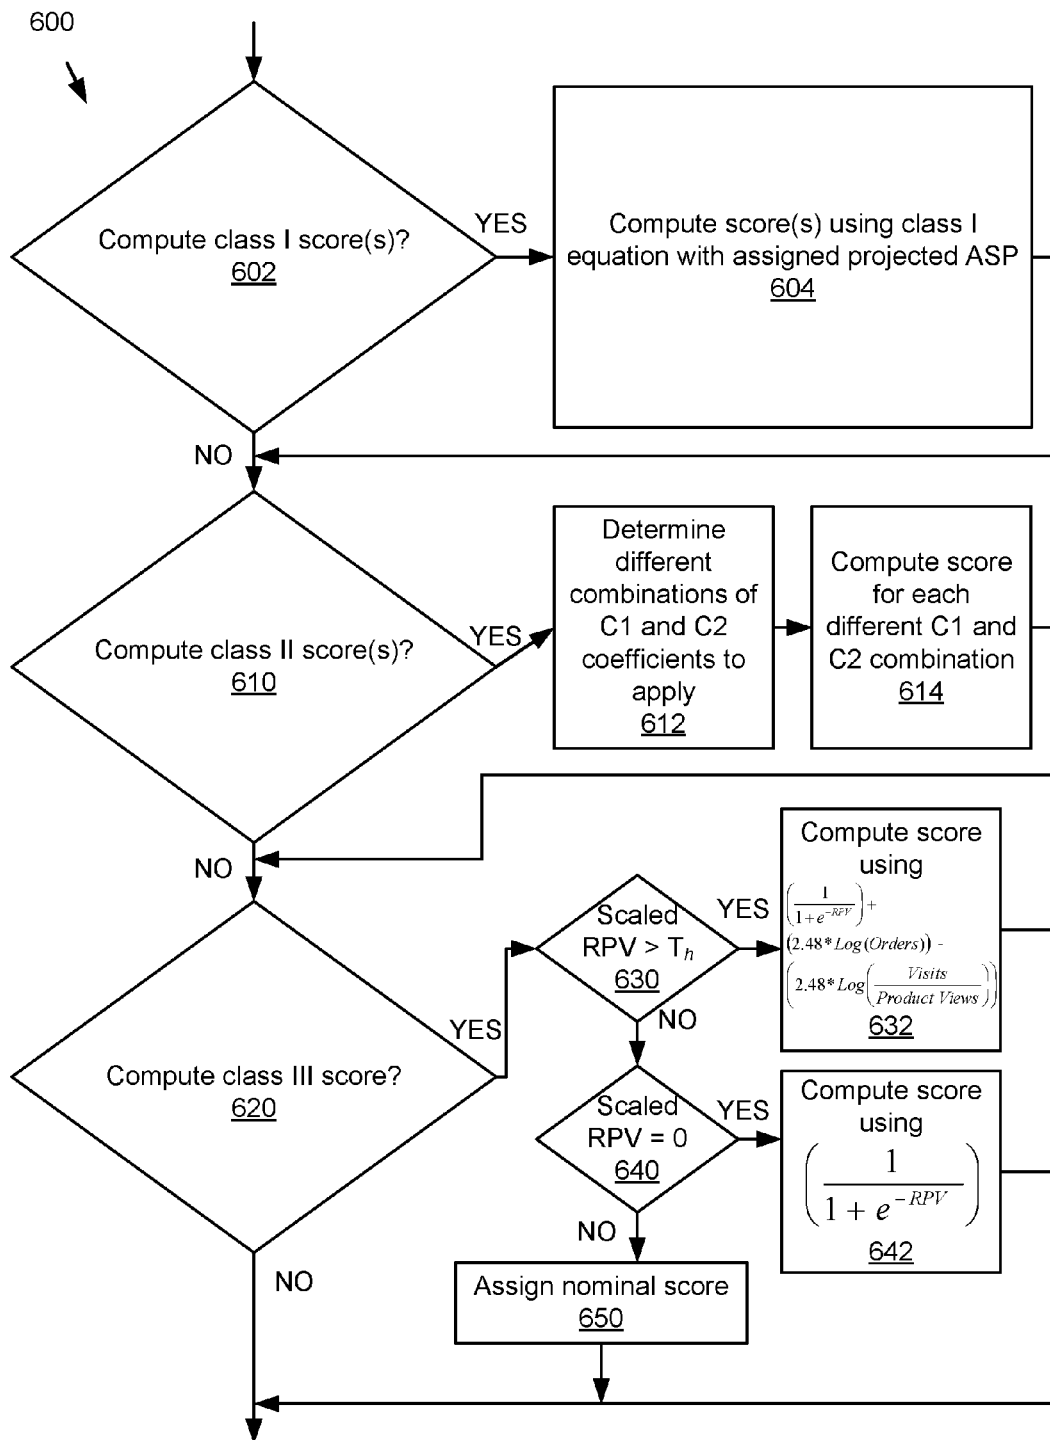 600
Compute class I score(s)?
602
YES
Compute score(s) using class I
equation with assigned projected ASP
604
NO
Compute class II score(s)?
610
YES
Determine
different
combinations of
C1 and C2
coefficients to
apply
612
Compute score
for each
different C1 and
C2 combination
614
NO
Compute class III score?
620
YES
Scaled
RPV > Th
630
YES
Compute score
using
(1 / (1 + e^-RPV)) +
(2.48* Log (Orders)) -
(2.48* Log (Visits / Product Views))
632
NO
Scaled
RPV = 0
640
YES
Compute score
using
(1 / (1 + e^-RPV))
642
NO
Assign nominal score
650
NO